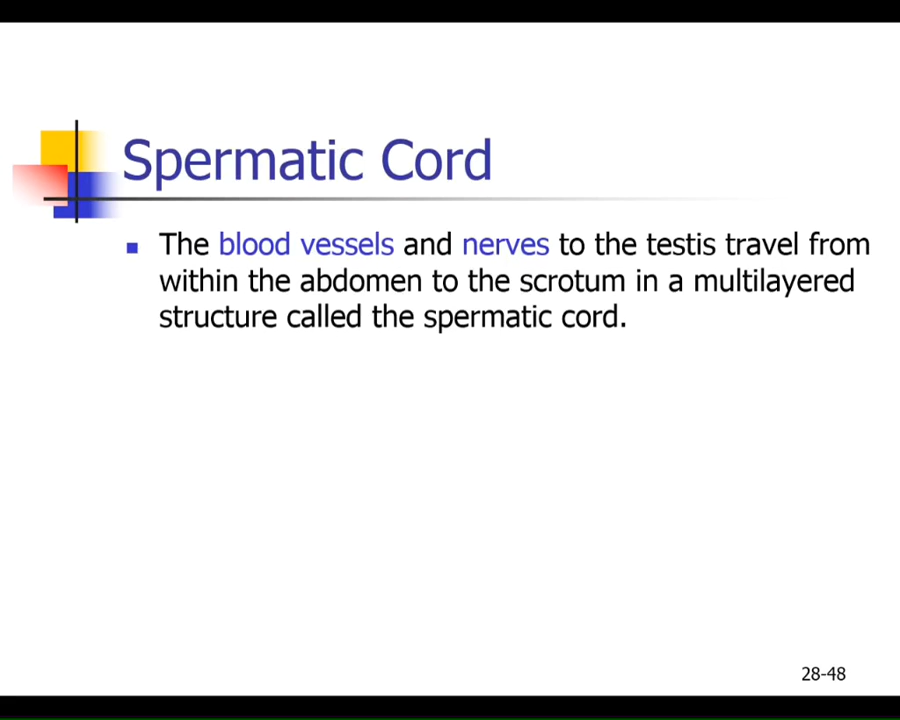 Spermatic Cord
The blood vessels and nerves to the testis travel from
within the abdomen to the scrotum in a multilayered
structure called the spermatic cord.
28-48